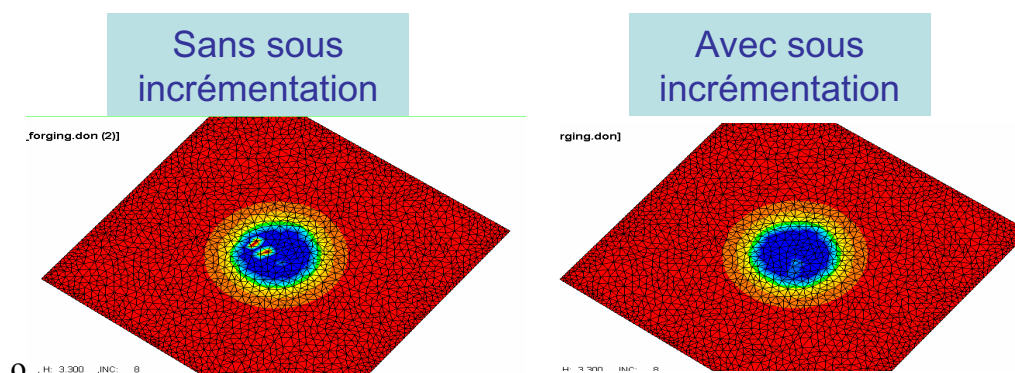 Sans sous
incrémentation
Avec sous
incrémentation
_forging.don (2)]
rging.don]
H: 3.300 ,INC: 8
H: 3.300 ,INC: 8